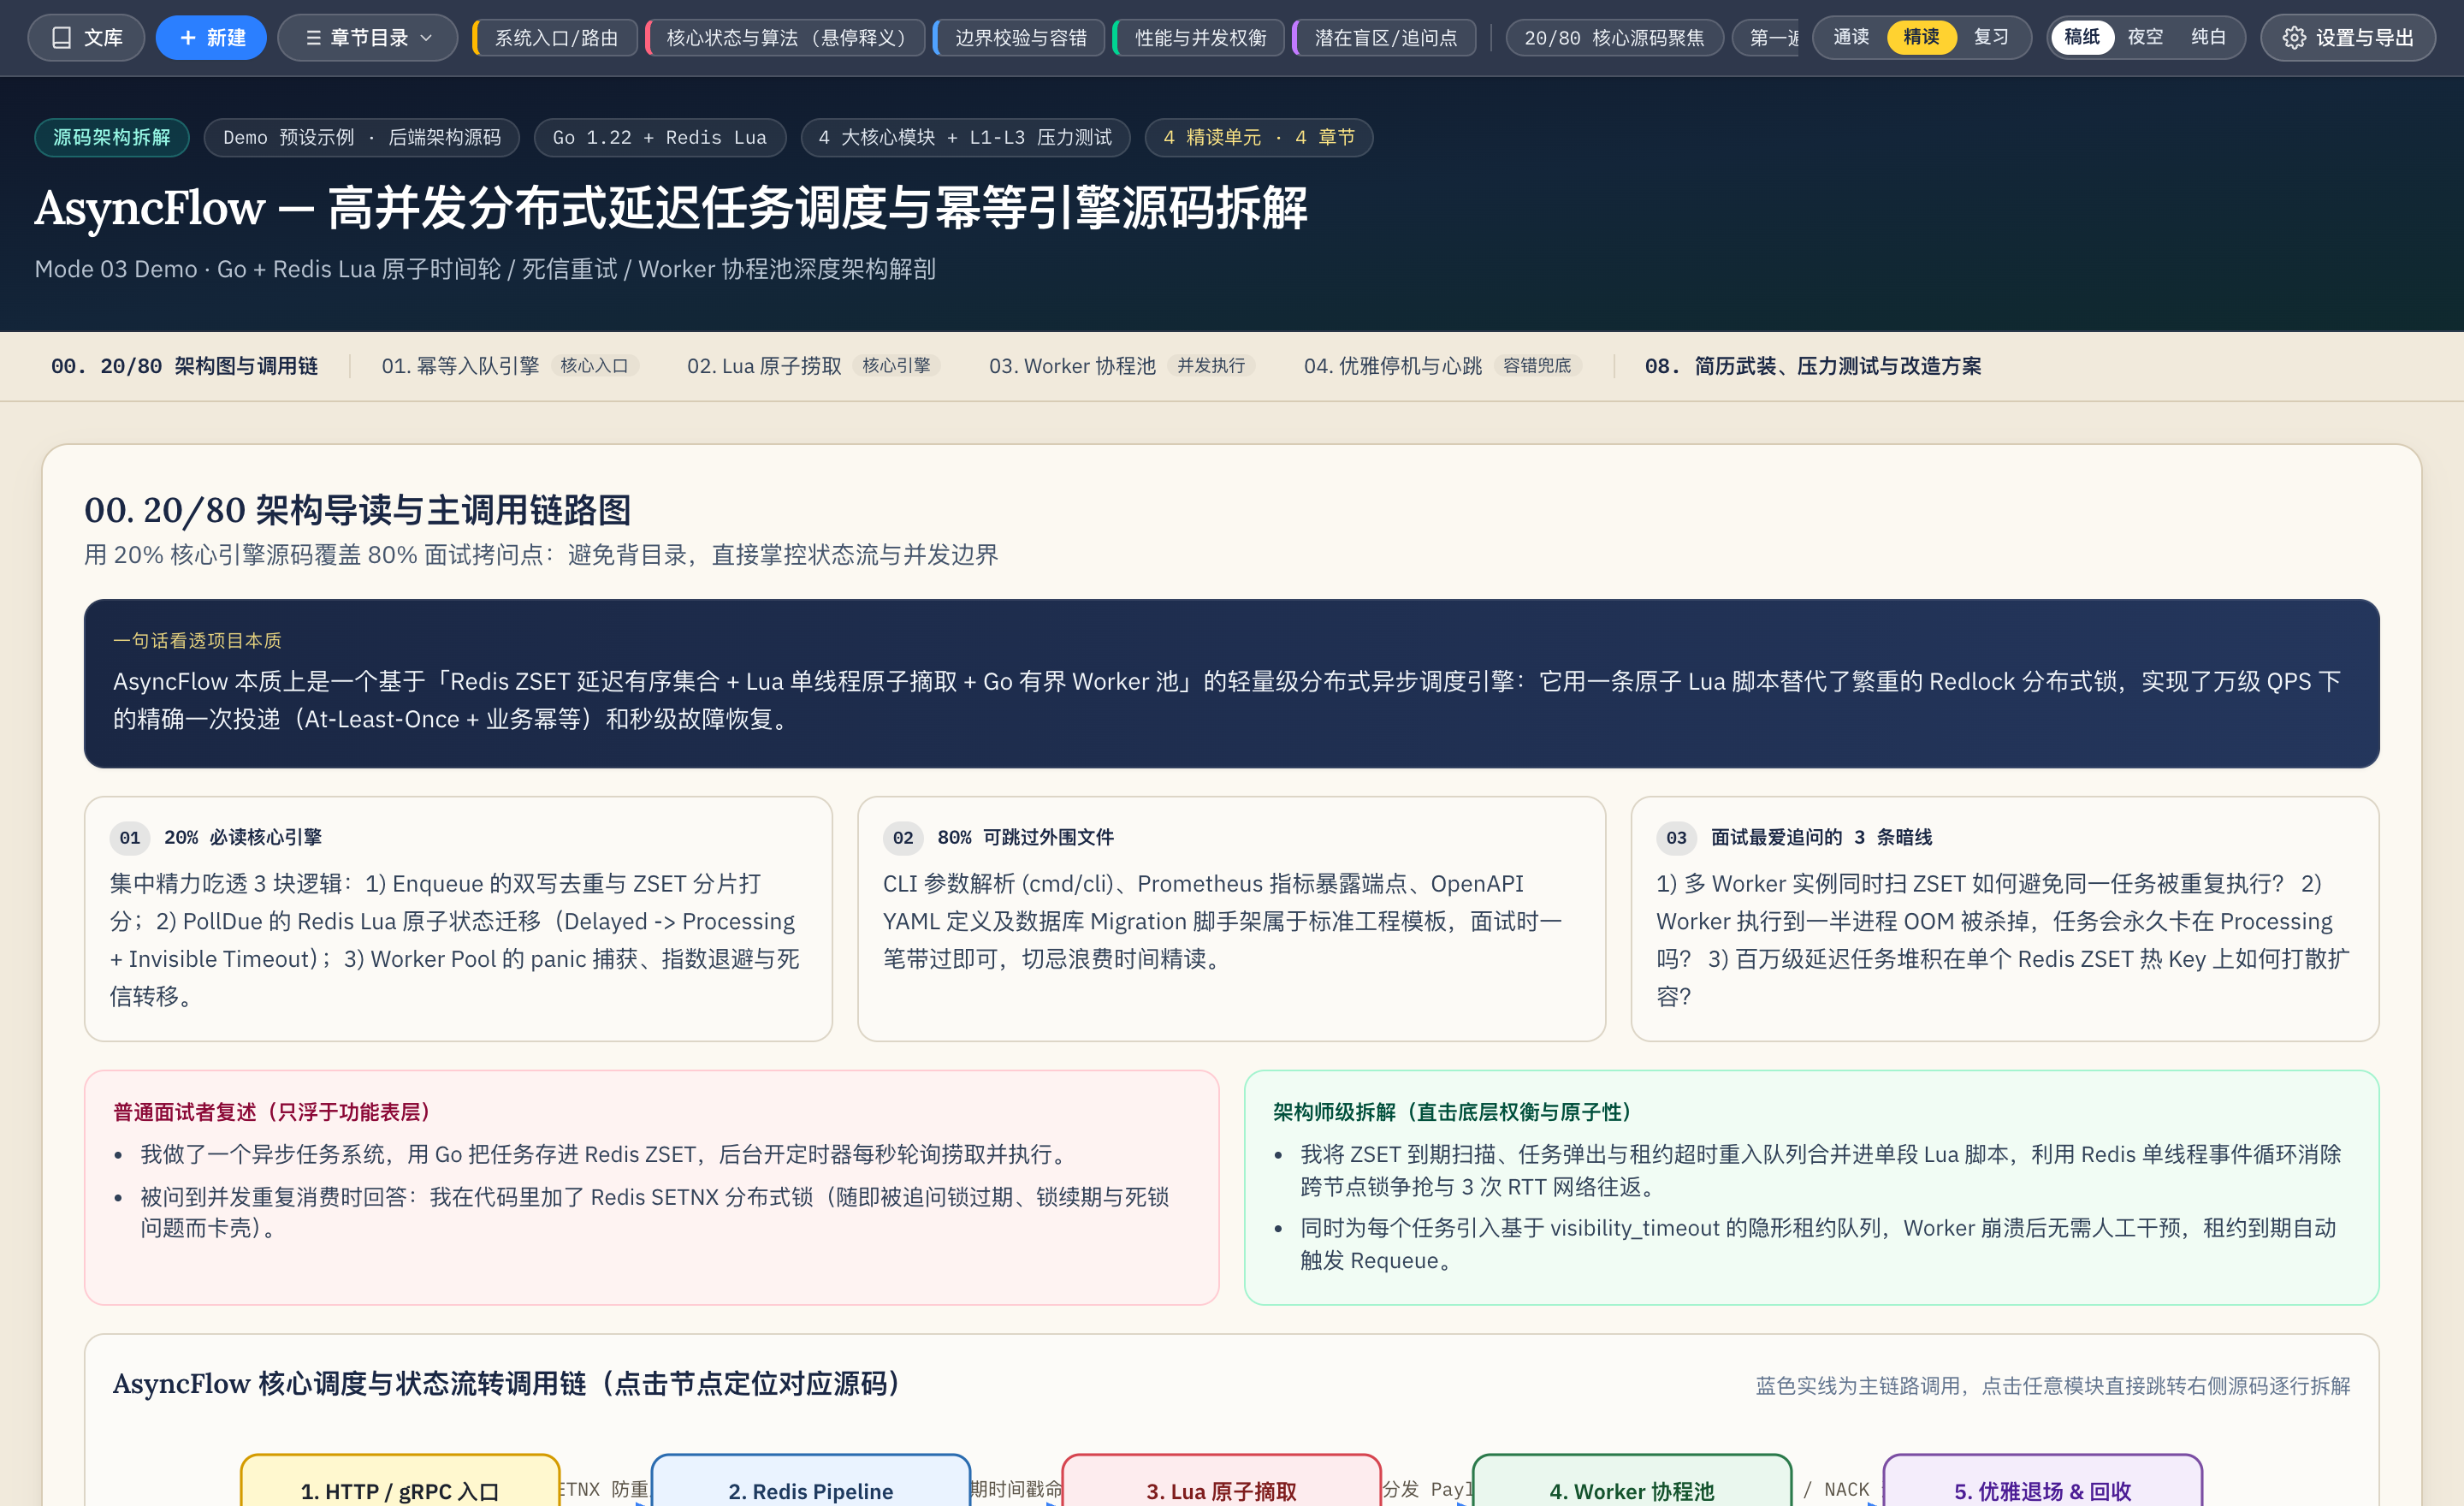 文库
新建
章节目录
系统入口/路由
核心状态与算法 (悬停释义)
边界校验与容错
性能与并发权衡
潜在盲区/追问点
20/80 核心源码聚焦
第一遍
通读
精读
复习
稿纸
夜空
纯白
设置与导出
源码架构拆解
Demo 预设示例 · 后端架构源码
Go 1.22 + Redis Lua
4 大核心模块 + L1-L3 压力测试
4 精读单元 · 4 章节
AsyncFlow — 高并发分布式延迟任务调度与幂等引擎源码拆解
Mode 03 Demo · Go + Redis Lua 原子时间轮 / 死信重试 / Worker 协程池深度架构解剖
00. 20/80 架构图与调用链
01. 幂等入队引擎 核心入口
02. Lua 原子捞取 核心引擎
03. Worker 协程池 并发执行
04. 优雅停机与心跳 容错兜底
08. 简历武装、压力测试与改造方案
00. 20/80 架构导读与主调用链路图
用 20% 核心引擎源码覆盖 80% 面试拷问点：避免背目录，直接掌控状态流与并发边界
一句话看透项目本质
AsyncFlow 本质上是一个基于「Redis ZSET 延迟有序集合 + Lua 单线程原子摘取 + Go 有界 Worker 池」的轻量级分布式异步调度引擎：它用一条原子 Lua 脚本替代了繁重的 Redlock 分布式锁，实现了万级 QPS 下
的精确一次投递（At-Least-Once + 业务幂等）和秒级故障恢复。
01 20% 必读核心引擎
集中精力吃透 3 块逻辑：1) Enqueue 的双写去重与 ZSET 分片打
分；2) PollDue 的 Redis Lua 原子状态迁移（Delayed -> Processing
+ Invisible Timeout）；3) Worker Pool 的 panic 捕获、指数退避与死
信转移。
02 80% 可跳过外围文件
CLI 参数解析 (cmd/cli)、Prometheus 指标暴露端点、OpenAPI
YAML 定义及数据库 Migration 脚手架属于标准工程模板，面试时一
笔带过即可，切忌浪费时间精读。
03 面试最爱追问的 3 条暗线
1) 多 Worker 实例同时扫 ZSET 如何避免同一任务被重复执行？ 2)
Worker 执行到一半进程 OOM 被杀掉，任务会永久卡在 Processing
吗？ 3) 百万级延迟任务堆积在单个 Redis ZSET 热 Key 上如何打散扩
容？
普通面试者复述（只浮于功能表层）
• 我做了一个异步任务系统，用 Go 把任务存进 Redis ZSET，后台开定时器每秒轮询捞取并执行。
• 被问到并发重复消费时回答：我在代码里加了 Redis SETNX 分布式锁（随即被追问锁过期、锁续期与死锁
问题而卡壳）。
架构师级拆解（直击底层权衡与原子性）
• 我将 ZSET 到期扫描、任务弹出与租约超时重入队列合并进单段 Lua 脚本，利用 Redis 单线程事件循环消除
跨节点锁争抢与 3 次 RTT 网络往返。
• 同时为每个任务引入基于 visibility_timeout 的隐形租约队列，Worker 崩溃后无需人工干预，租约到期自动
触发 Requeue。
AsyncFlow 核心调度与状态流转调用链（点击节点定位对应源码）
蓝色实线为主链路调用，点击任意模块直接跳转右侧源码逐行拆解
1. HTTP / gRPC 入口
ETNX 防重
2. Redis Pipeline
期时间戳命
3. Lua 原子摘取
分发 Payl
4. Worker 协程池
/ NACK
5. 优雅退场 & 回收